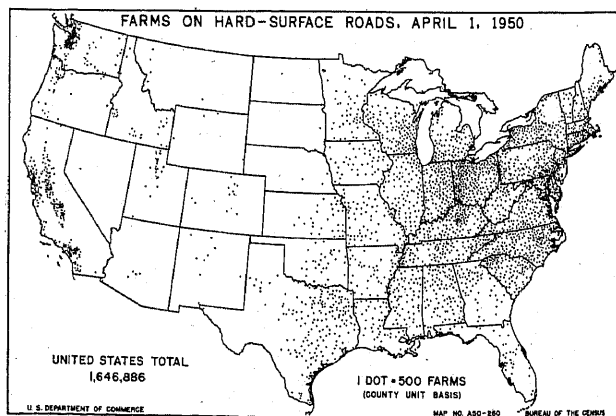 FARMS ON HARD-SURFACE ROADS, APRIL 1, 1950
UNITED STATES TOTAL
1,646,886
1 DOT = 500 FARMS
(COUNTY UNIT BASIS)
U. S. DEPARTMENT OF COMMERCE
MAP NO. A50-260 BUREAU OF THE CENSUS